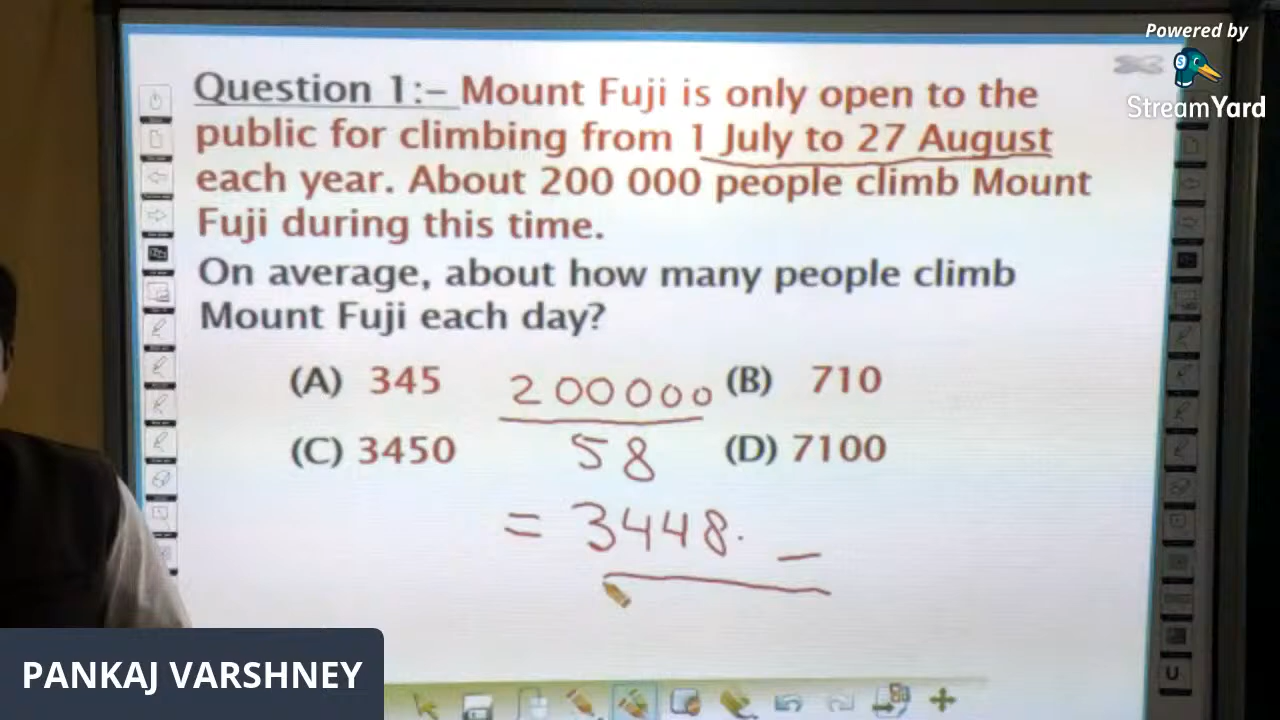 Powered by
StreamYard
Question 1:– Mount Fuji is only open to the
public for climbing from 1 July to 27 August
each year. About 200 000 people climb Mount
Fuji during this time.
On average, about how many people climb
Mount Fuji each day?
(A) 345 200000 (B) 710
(C) 3450 58 (D) 7100
= 3448. _
PANKAJ VARSHNEY